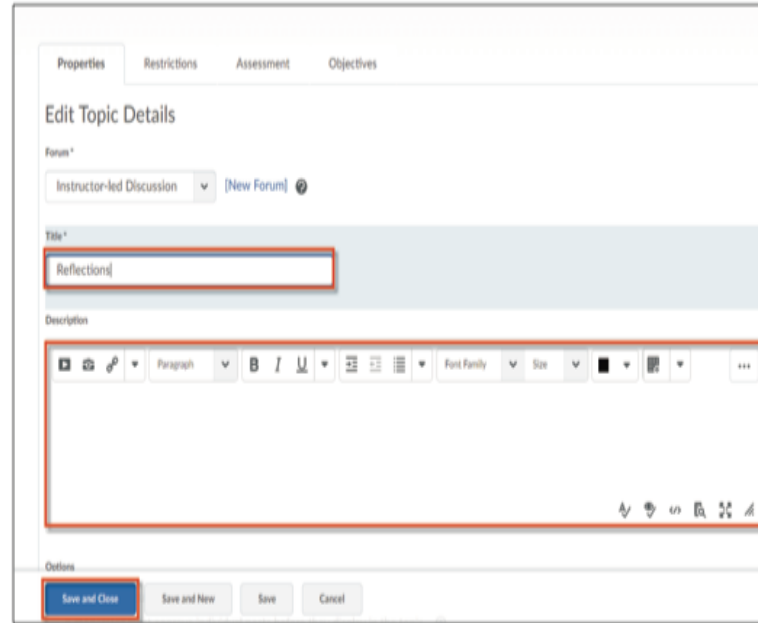 Properties Restrictions Assessment Objectives
Edit Topic Details
Forum *
Instructor-led Discussion [New Forum]
Title *
Reflections
Description
Paragraph B I U Font Family Size
Options
Save and Close Save and New Save Cancel